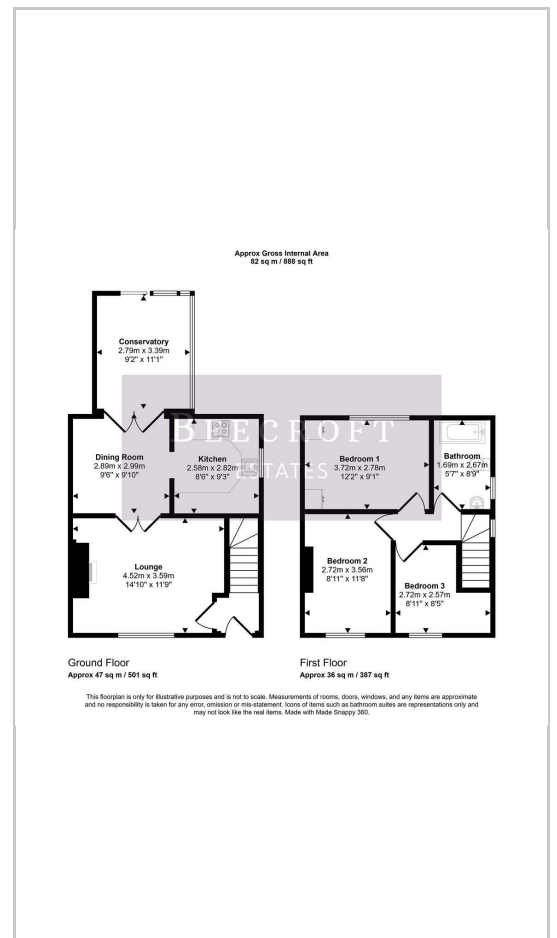 Approx Gross Internal Area
82 sq m / 888 sq ft
Conservatory
2.79m x 3.39m
9'2" x 11'1"
BEECROFT
ESTATES
Dining Room
2.89m x 2.99m
9'6" x 9'10"
Kitchen
2.58m x 2.82m
8'6" x 9'3"
Lounge
4.52m x 3.59m
14'10" x 11'9"
Bedroom 1
3.72m x 2.78m
12'2" x 9'1"
Bathroom
1.69m x 2.67m
5'7" x 8'9"
Bedroom 2
2.72m x 3.56m
8'11" x 11'8"
Bedroom 3
2.72m x 2.57m
8'11" x 8'5"
Ground Floor
Approx 47 sq m / 501 sq ft
First Floor
Approx 36 sq m / 387 sq ft
This floorplan is only for illustrative purposes and is not to scale. Measurements of rooms, doors, windows, and any items are approximate
and no responsibility is taken for any error, omission or mis-statement. Icons of items such as bathroom suites are representations only and
may not look like the real items. Made with Made Snappy 360.